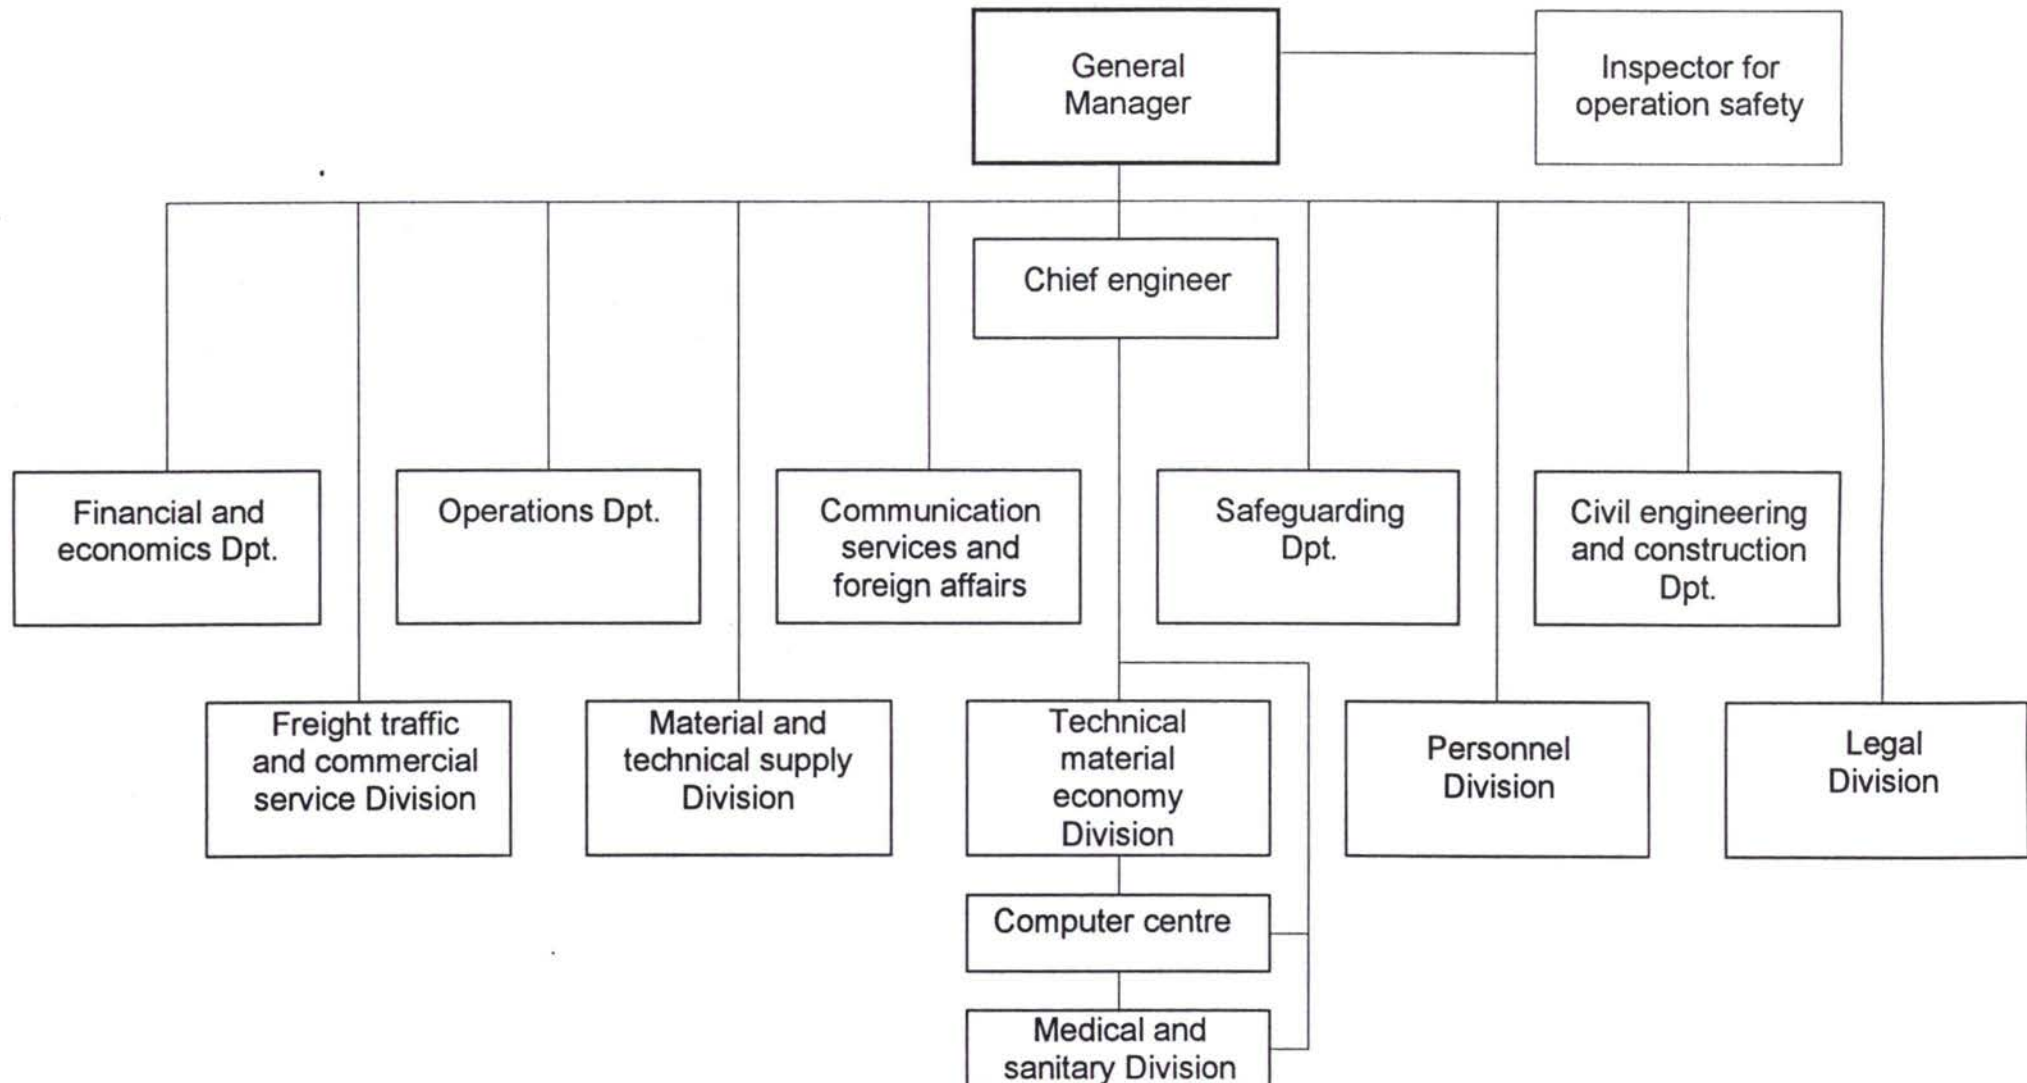 General
Manager
Inspector for
operation safety
Chief engineer
Financial and
economics Dpt.
Operations Dpt.
Communication
services and
foreign affairs
Safeguarding
Dpt.
Civil engineering
and construction
Dpt.
Freight traffic
and commercial
service Division
Material and
technical supply
Division
Technical
material
economy
Division
Personnel
Division
Legal
Division
Computer centre
Medical and
sanitary Division